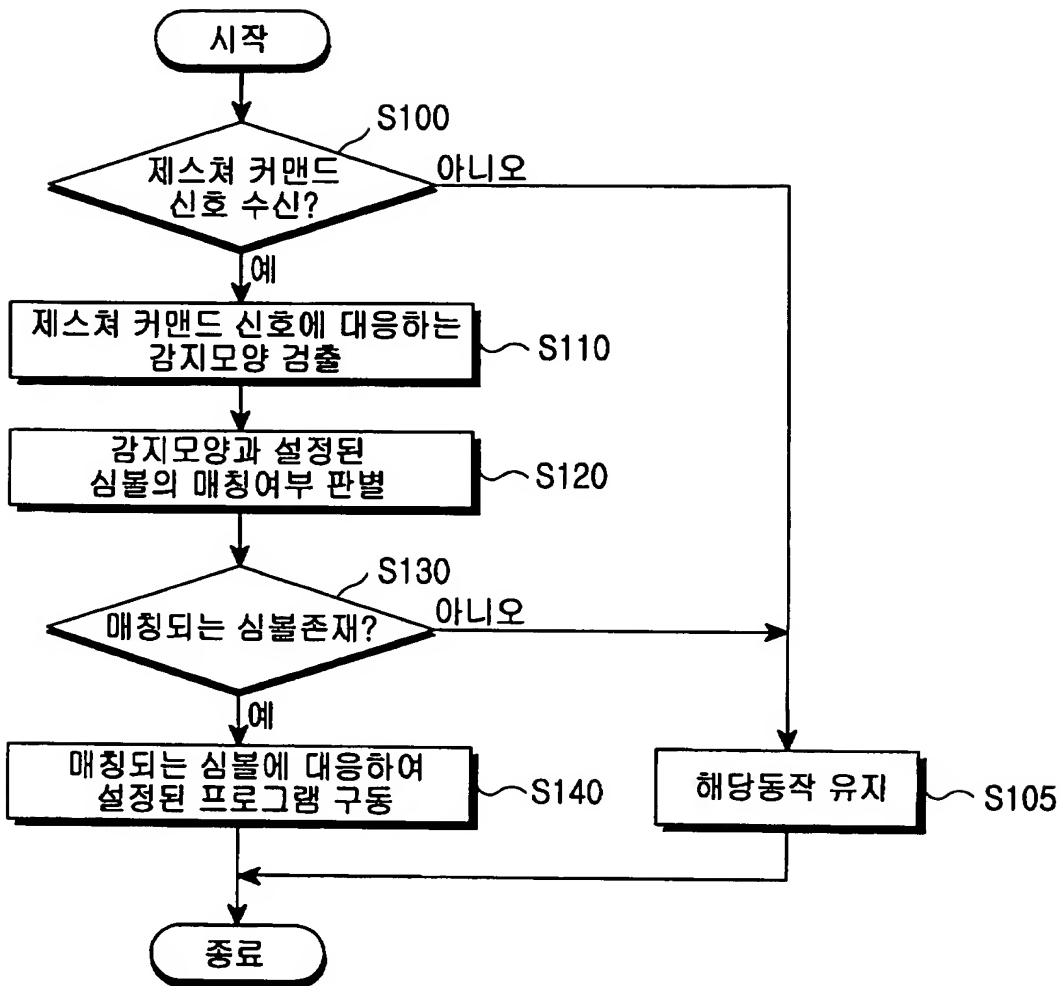 시작
S100
제스쳐 커맨드
신호 수신?
아니오
예
제스쳐 커맨드 신호에 대응하는
감지모양 검출
S110
감지모양과 설정된
심볼의 매칭여부 판별
S120
S130
매칭되는 심볼존재?
아니오
예
매칭되는 심볼에 대응하여
설정된 프로그램 구동
S140
해당동작 유지
S105
종료